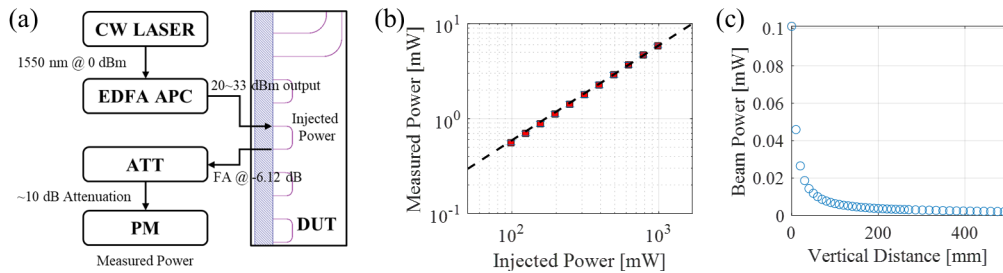 (a)
CW LASER
1550 nm @ 0 dBm
EDFA APC
20~33 dBm output
Injected
Power
ATT
FA @ -6.12 dB
~10 dB Attenuation
PM
DUT
Measured Power
(b)
Measured Power [mW]
10^1
10^0
10^-1
10^2
10^3
Injected Power [mW]
(c)
Beam Power [mW]
0.1
0.08
0.06
0.04
0.02
0
0
200
400
Vertical Distance [mm]